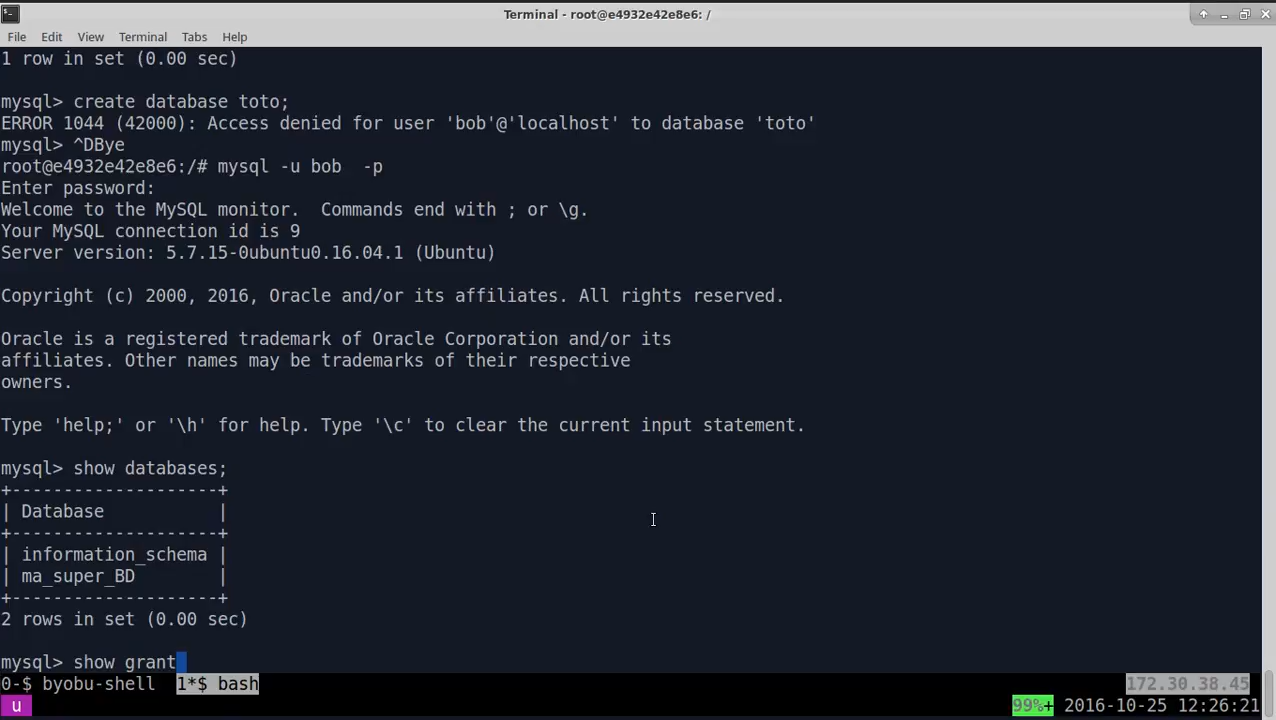 Terminal - root@e4932e42e8e6: /
File Edit View Terminal Tabs Help
1 row in set (0.00 sec)
mysql> create database toto;
ERROR 1044 (42000): Access denied for user 'bob'@'localhost' to database 'toto'
mysql> ^DBye
root@e4932e42e8e6:/# mysql -u bob  -p
Enter password:
Welcome to the MySQL monitor.  Commands end with ; or \g.
Your MySQL connection id is 9
Server version: 5.7.15-0ubuntu0.16.04.1 (Ubuntu)
Copyright (c) 2000, 2016, Oracle and/or its affiliates. All rights reserved.
Oracle is a registered trademark of Oracle Corporation and/or its
affiliates. Other names may be trademarks of their respective
owners.
Type 'help;' or '\h' for help. Type '\c' to clear the current input statement.
mysql> show databases;
+--------------------+
| Database           |
+--------------------+
| information_schema |
| ma_super_BD        |
+--------------------+
2 rows in set (0.00 sec)
mysql> show grant
0-$ byobu-shell  1*$ bash 172.30.38.45
u 99%+ 2016-10-25 12:26:21